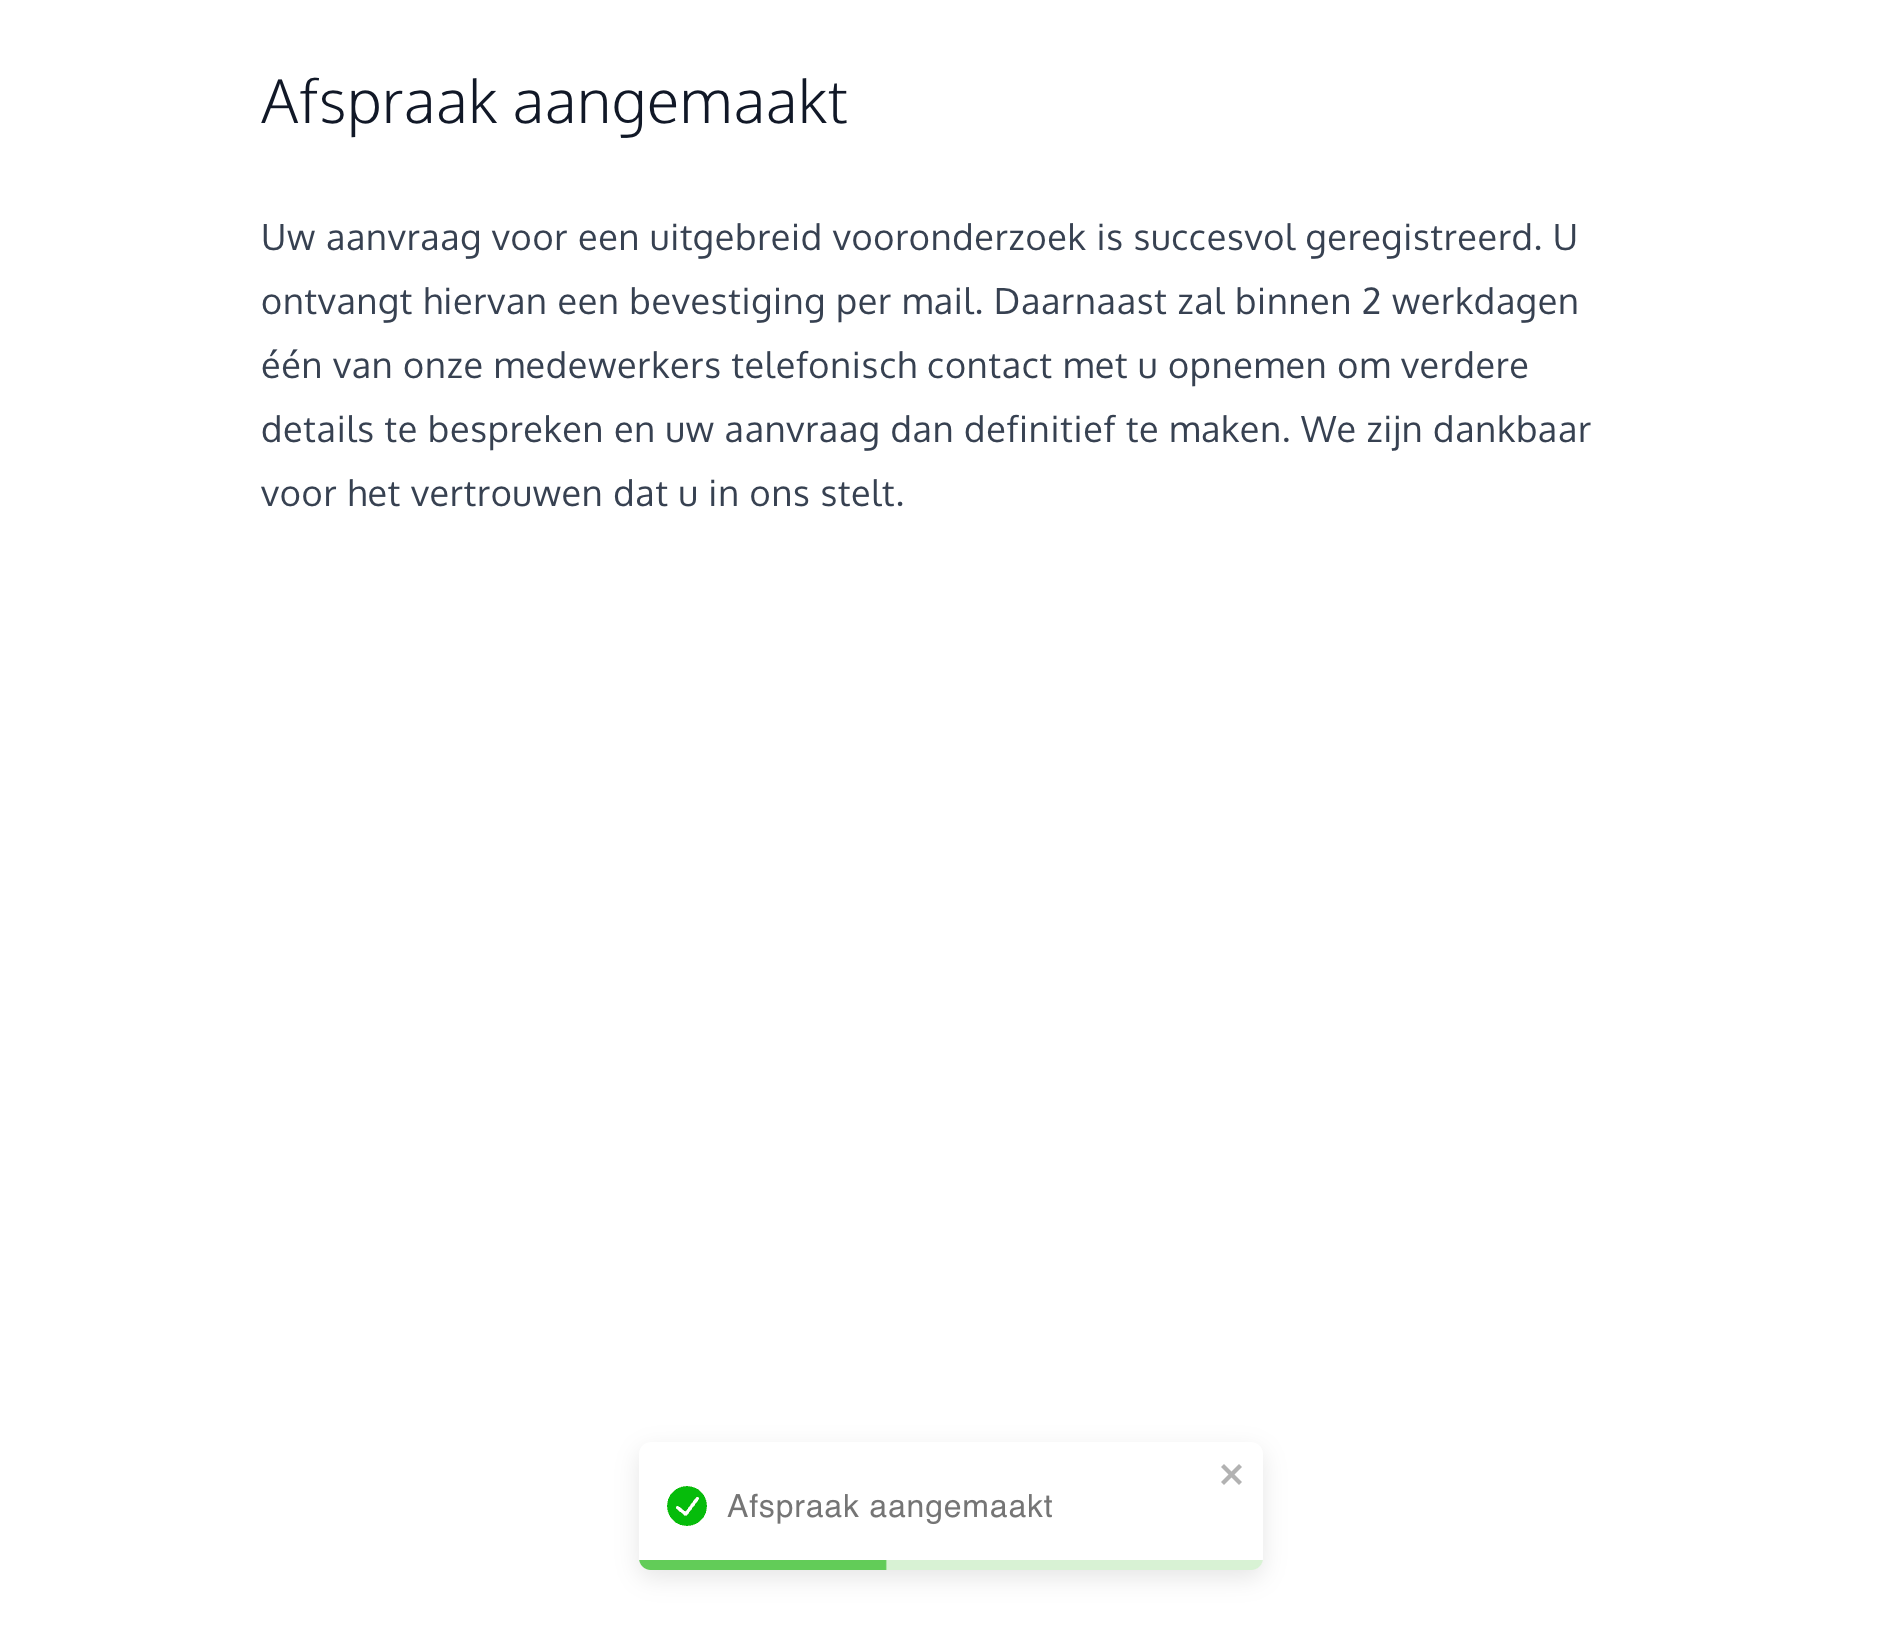 Afspraak aangemaakt
Uw aanvraag voor een uitgebreid vooronderzoek is succesvol geregistreerd. U
ontvangt hiervan een bevestiging per mail. Daarnaast zal binnen 2 werkdagen
één van onze medewerkers telefonisch contact met u opnemen om verdere
details te bespreken en uw aanvraag dan definitief te maken. We zijn dankbaar
voor het vertrouwen dat u in ons stelt.
Afspraak aangemaakt